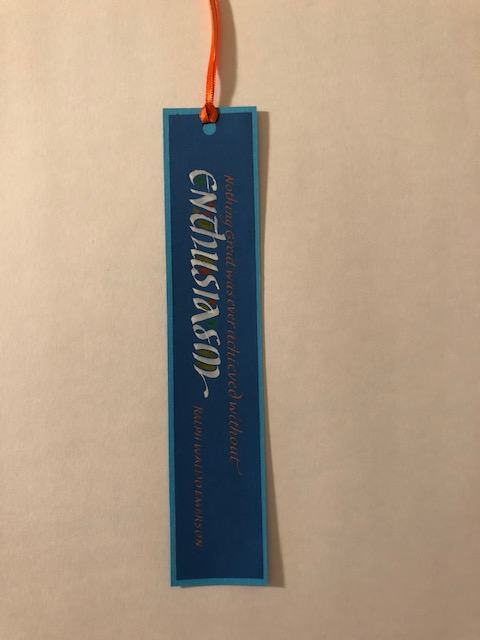 Nothing Great was ever achieved without
ENthusiasm
RALPH WALDO EMERSON